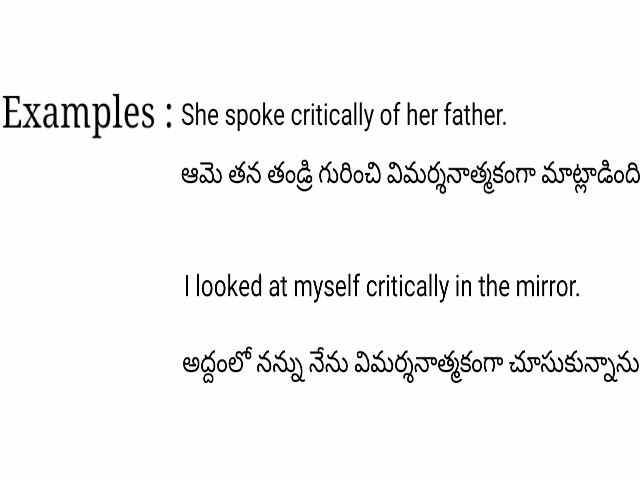 Examples : She spoke critically of her father.
ఆమె తన తండ్రి గురించి విమర్శనాత్మకంగా మాట్లాడింది
I looked at myself critically in the mirror.
అద్దంలో నన్ను నేను విమర్శనాత్మకంగా చూసుకున్నాను